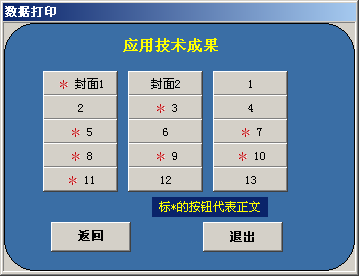 数据打印
应用技术成果
* 封面1 封面2 1
2 * 3 4
* 5 6 * 7
* 8 * 9 * 10
* 11 12 13
标*的按钮代表正文
返回 退出